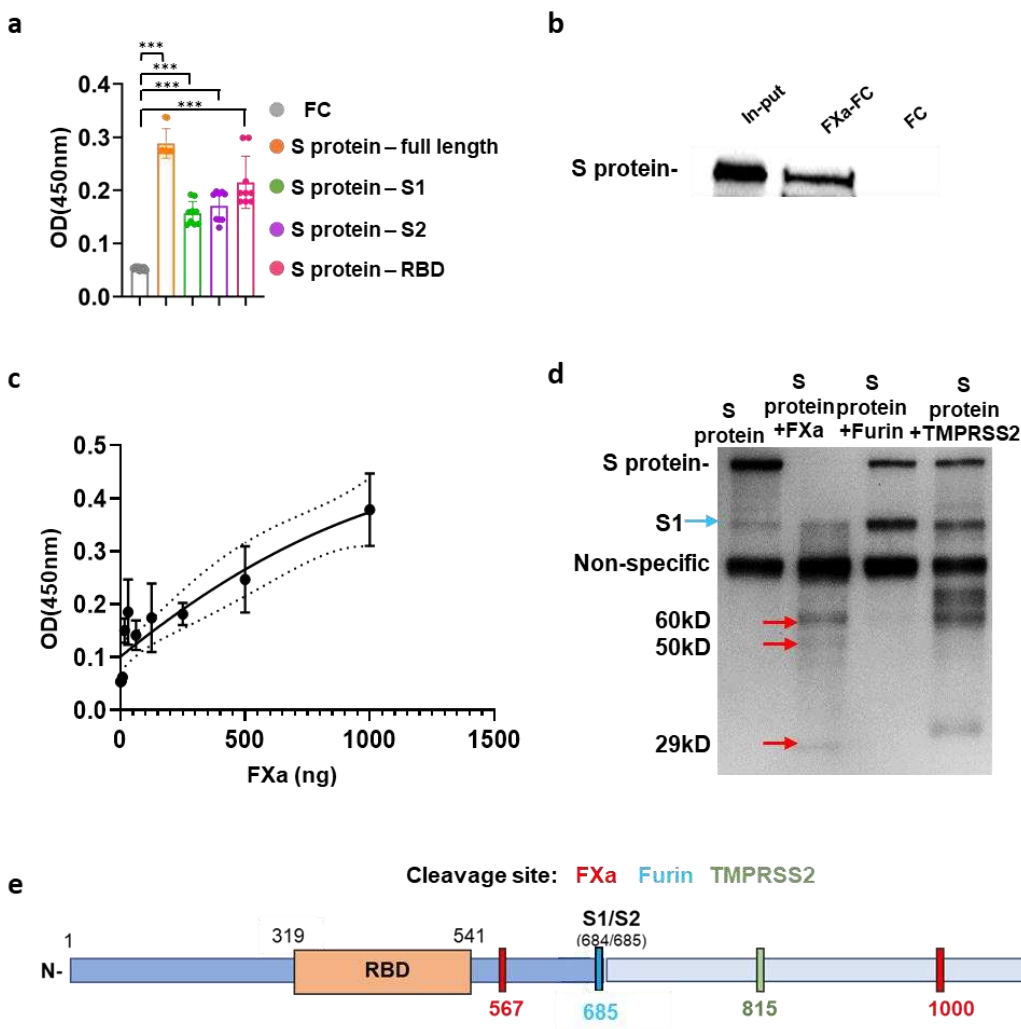 a
***
***
***
***
0.4
0.3
0.2
0.1
0.0
OD(450nm)
FC
S protein – full length
S protein – S1
S protein – S2
S protein – RBD
b
In-put
FXa-FC
FC
S protein-
c
0.5
0.4
0.3
0.2
0.1
0.0
OD(450nm)
0
500
1000
1500
FXa (ng)
d
S
protein
S
protein
+FXa
S
protein
+Furin
S
protein
+TMPRSS2
S protein-
S1
Non-specific
60kD
50kD
29kD
e
Cleavage site: FXa Furin TMPRSS2
S1/S2
(684/685)
1
319
541
N-
RBD
567
685
815
1000